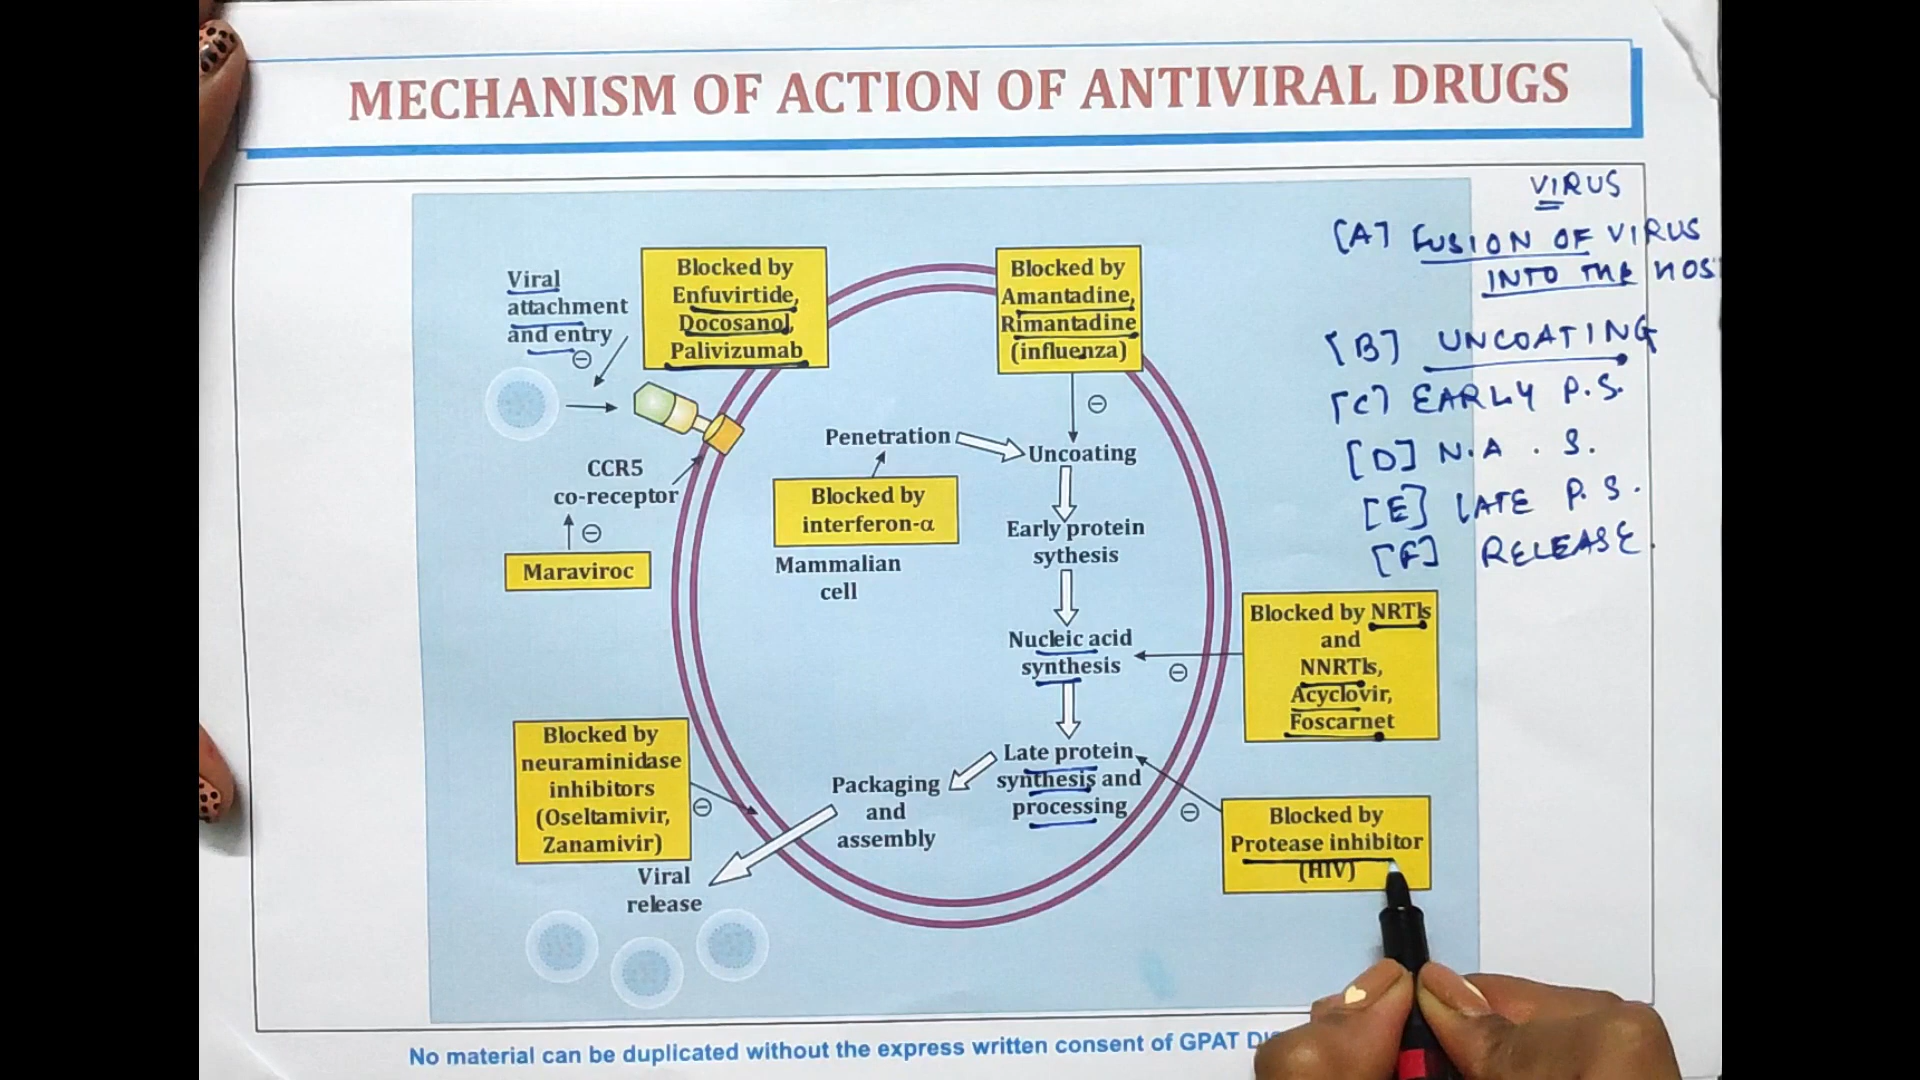 MECHANISM OF ACTION OF ANTIVIRAL DRUGS
VIRUS
[A] FUSION OF VIRUS
INTO THE HOS
[B] UNCOATING
[C] EARLY P.S.
[D] N.A. S.
[E] LATE P.S.
[F] RELEASE.
Viral
attachment
and entry
Blocked by
Enfuvirtide,
Docosanol,
Palivizumab
Blocked by
Amantadine,
Rimantadine
(influenza)
Penetration
Uncoating
CCR5
co-receptor
Blocked by
interferon-α
Maraviroc
Mammalian
cell
Early protein
sythesis
Nucleic acid
synthesis
Blocked by NRTIs
and
NNRTIs,
Acyclovir,
Foscarnet
Late protein
synthesis and
processing
Blocked by
neuraminidase
inhibitors
(Oseltamivir,
Zanamivir)
Packaging
and
assembly
Blocked by
Protease inhibitor
(HIV)
Viral
release
No material can be duplicated without the express written consent of GPAT